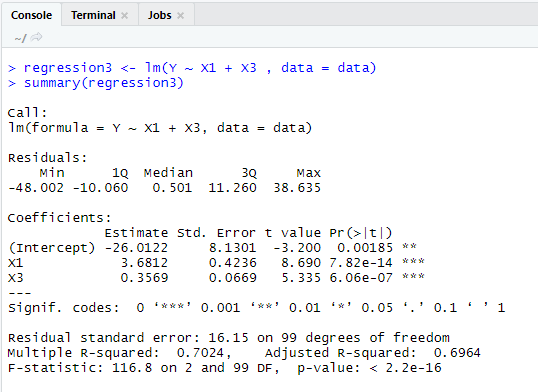 Console Terminal × Jobs ×
~/
> regression3 <- lm(Y ~ X1 + X3 , data = data)
> summary(regression3)
Call:
lm(formula = Y ~ X1 + X3, data = data)
Residuals:
    Min      1Q  Median      3Q     Max
-48.002 -10.060   0.501  11.260  38.635
Coefficients:
            Estimate Std. Error t value Pr(>|t|)
(Intercept) -26.0122     8.1301  -3.200  0.00185 **
X1            3.6812     0.4236   8.690 7.82e-14 ***
X3            0.3569     0.0669   5.335 6.06e-07 ***
---
Signif. codes:  0 ‘***’ 0.001 ‘**’ 0.01 ‘*’ 0.05 ‘.’ 0.1 ‘ ’ 1
Residual standard error: 16.15 on 99 degrees of freedom
Multiple R-squared:  0.7024,    Adjusted R-squared:  0.6964
F-statistic: 116.8 on 2 and 99 DF,  p-value: < 2.2e-16